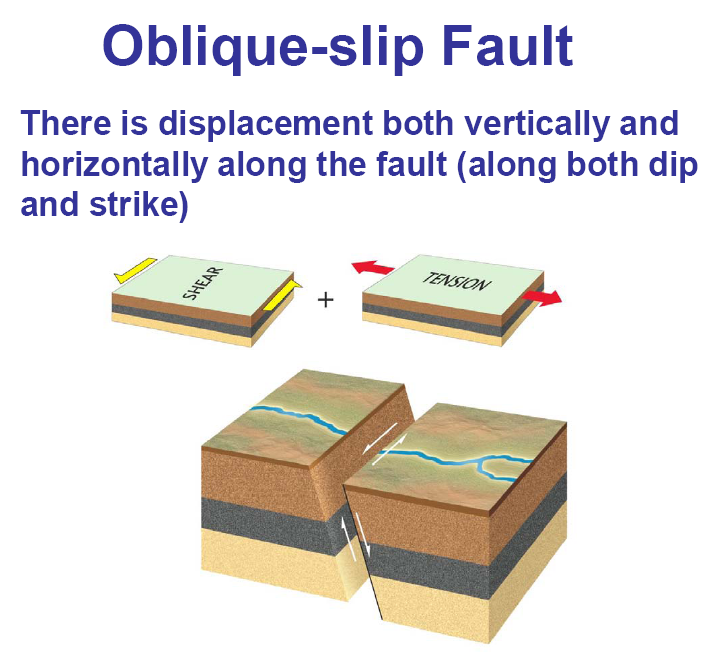 Oblique-slip Fault
There is displacement both vertically and
horizontally along the fault (along both dip
and strike)
SHEAR
+
TENSION